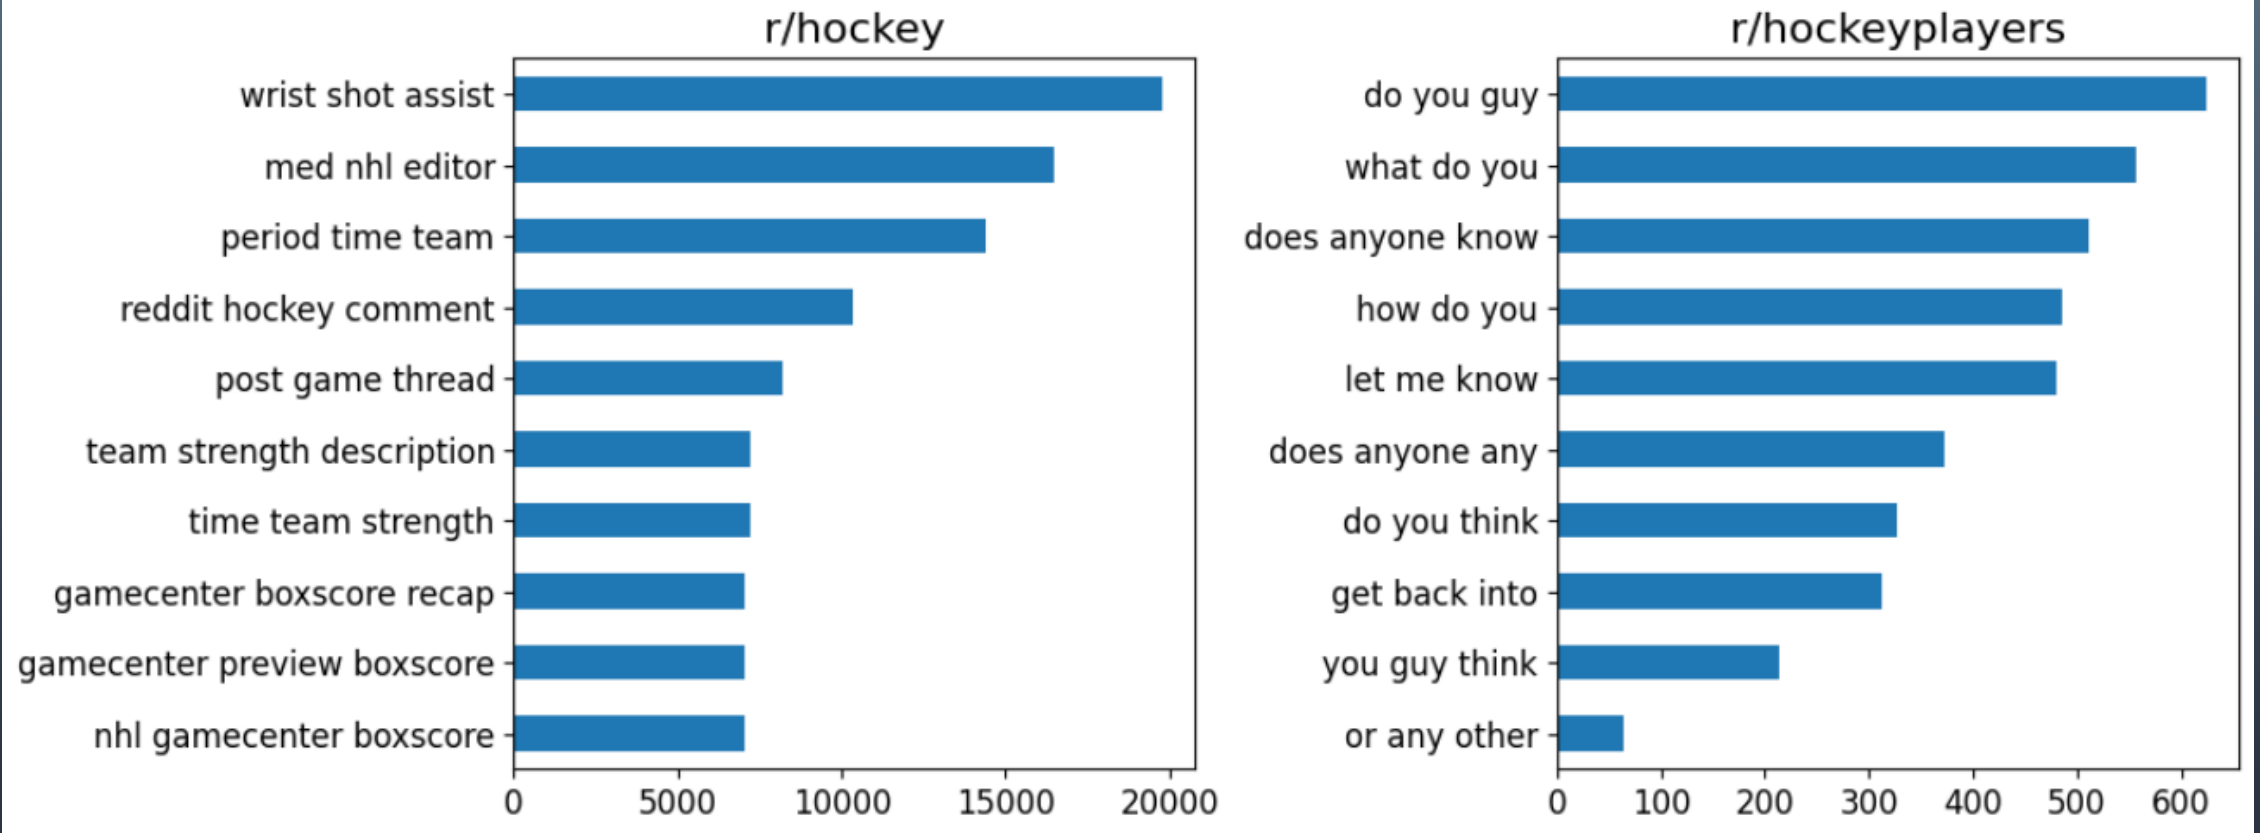 r/hockey
wrist shot assist
med nhl editor
period time team
reddit hockey comment
post game thread
team strength description
time team strength
gamecenter boxscore recap
gamecenter preview boxscore
nhl gamecenter boxscore
0 5000 10000 15000 20000
r/hockeyplayers
do you guy
what do you
does anyone know
how do you
let me know
does anyone any
do you think
get back into
you guy think
or any other
0 100 200 300 400 500 600